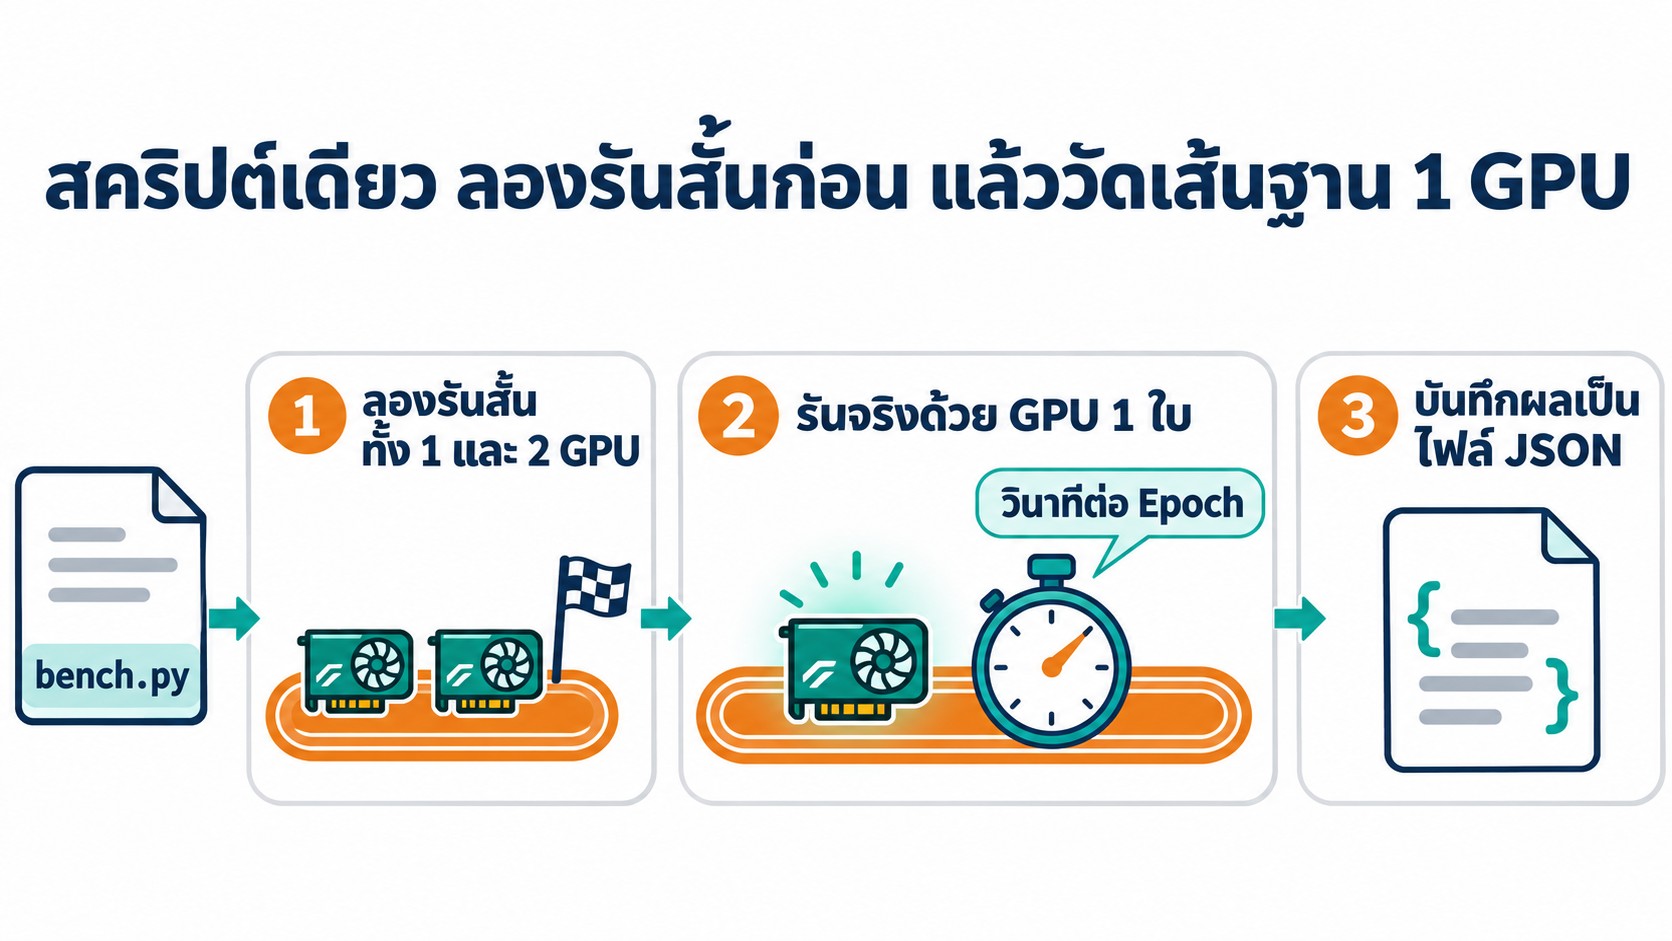 สคริปต์เดียว ลองรันสั้นก่อน แล้ววัดเส้นฐาน 1 GPU
1
ลองรันสั้น
ทั้ง 1 และ 2 GPU
2
รันจริงด้วย GPU 1 ใบ
3
บันทึกผลเป็น
ไฟล์ JSON
วินาทีต่อ Epoch
bench.py
{
}